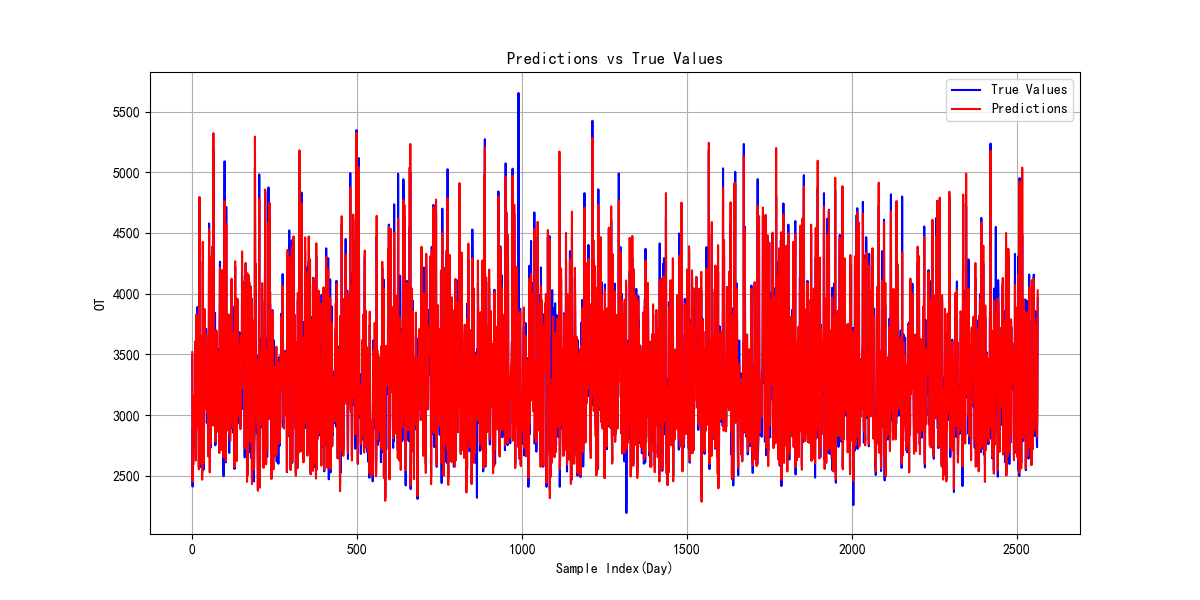 Predictions vs True Values
True Values
Predictions
5500
5000
4500
4000
3500
3000
2500
OT
0
500
1000
1500
2000
2500
Sample Index(Day)